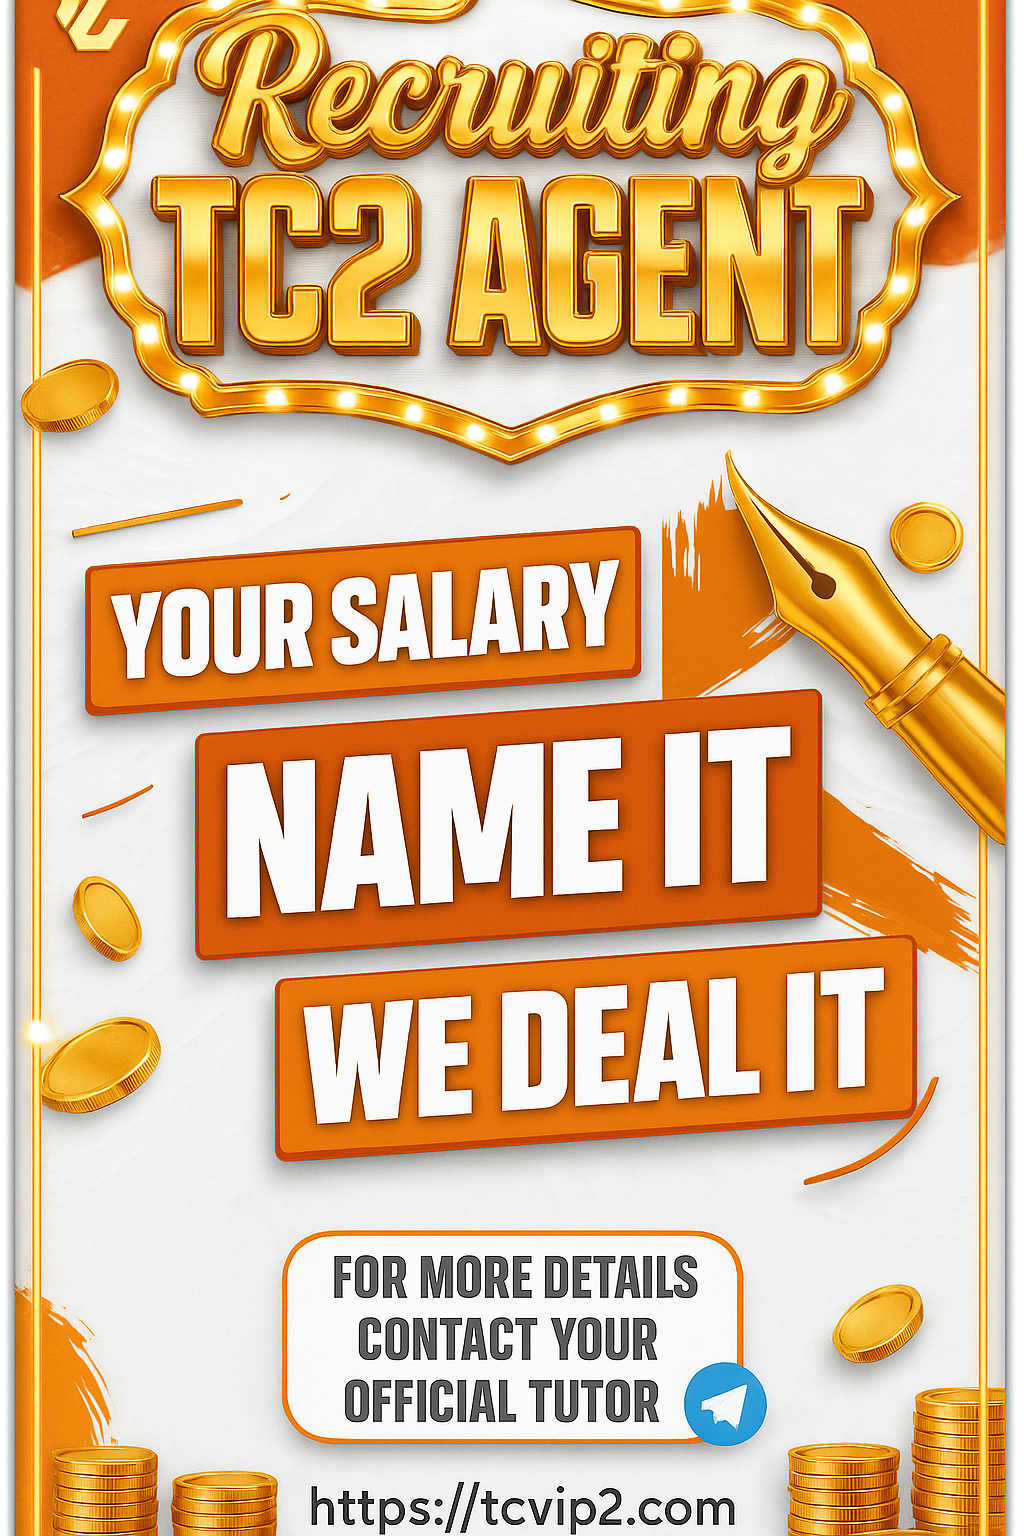 Recruiting
TC2 AGENT
YOUR SALARY
NAME IT
WE DEAL IT
FOR MORE DETAILS
CONTACT YOUR
OFFICIAL TUTOR
https://tcvip2.com